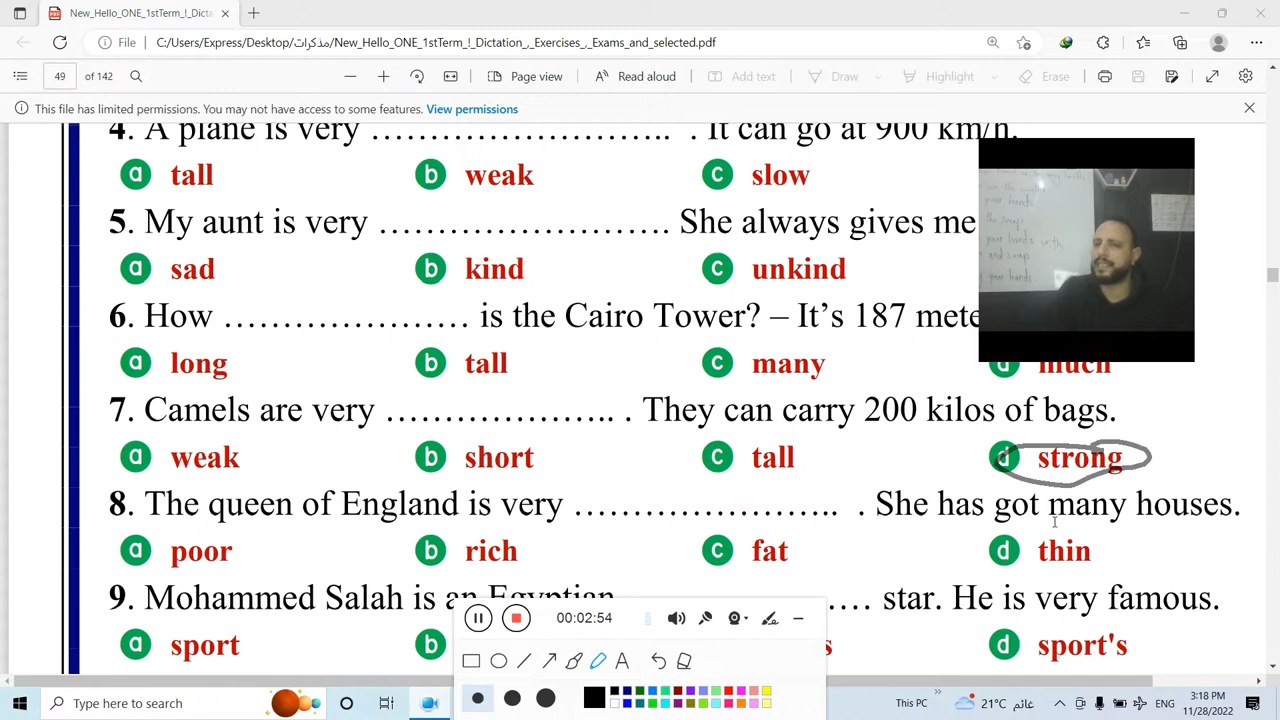 New_Hello_ONE_1stTerm_!_Dictat
File C:/Users/Express/Desktop/مذكرات/New_Hello_ONE_1stTerm_!_Dictation_,_Exercises_,_Exams_and_selected.pdf
49 of 142 Page view Read aloud Add text Draw Highlight Erase
This file has limited permissions. You may not have access to some features. View permissions
4. A plane is very ………………………... . It can go at 900 km/h.
a tall b weak c slow
5. My aunt is very ………………………. She always gives me
a sad b kind c unkind
6. How …………………… is the Cairo Tower? – It’s 187 mete
a long b tall c many d much
7. Camels are very ………………….. . They can carry 200 kilos of bags.
a weak b short c tall d strong
8. The queen of England is very …………………….. . She has got many houses.
a poor b rich c fat d thin
9. Mohammed Salah is an Egyptian …… star. He is very famous.
a sport b s d sport's
00:02:54
Type here to search This PC 21°C غائم ENG 3:18 PM
11/28/2022